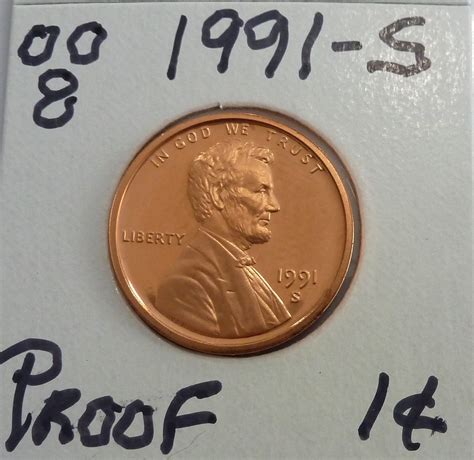 00 1991-S
8
IN GOD WE TRUST
LIBERTY
1991
S
PROOF 1¢